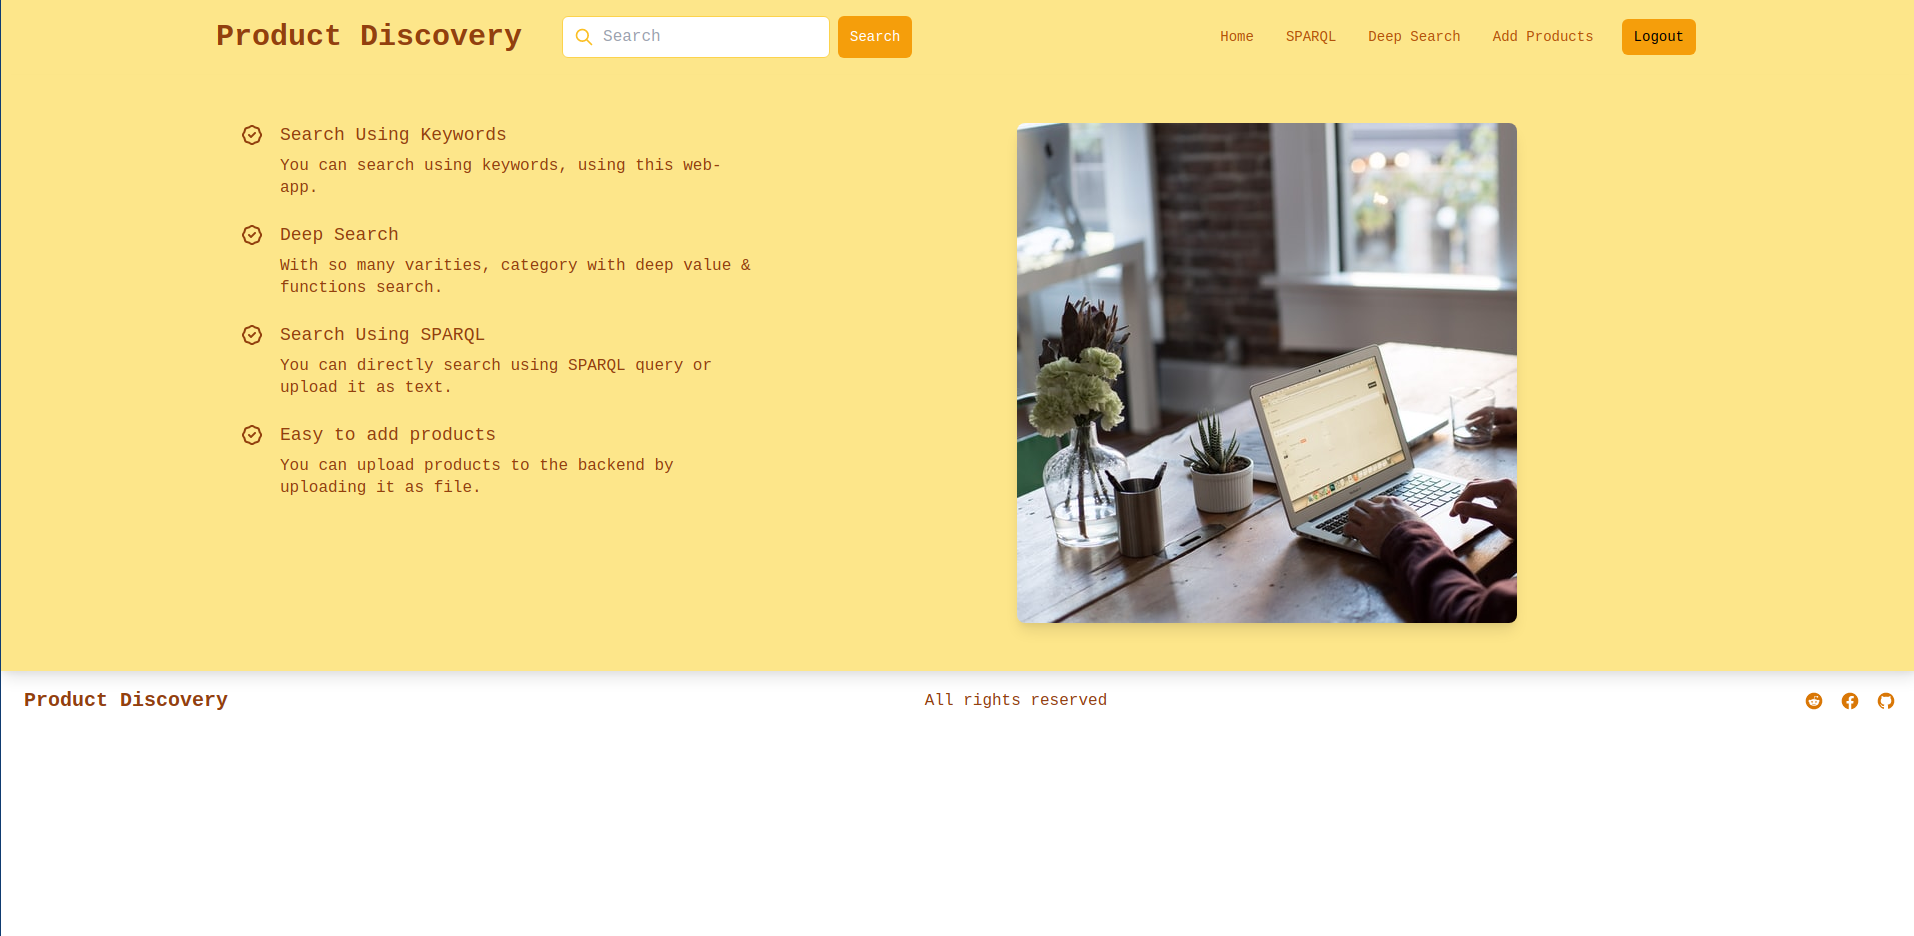 Product Discovery
Search
Search
Home
SPARQL
Deep Search
Add Products
Logout
Search Using Keywords
You can search using keywords, using this web-
app.
Deep Search
With so many varities, category with deep value &
functions search.
Search Using SPARQL
You can directly search using SPARQL query or
upload it as text.
Easy to add products
You can upload products to the backend by
uploading it as file.
Product Discovery
All rights reserved